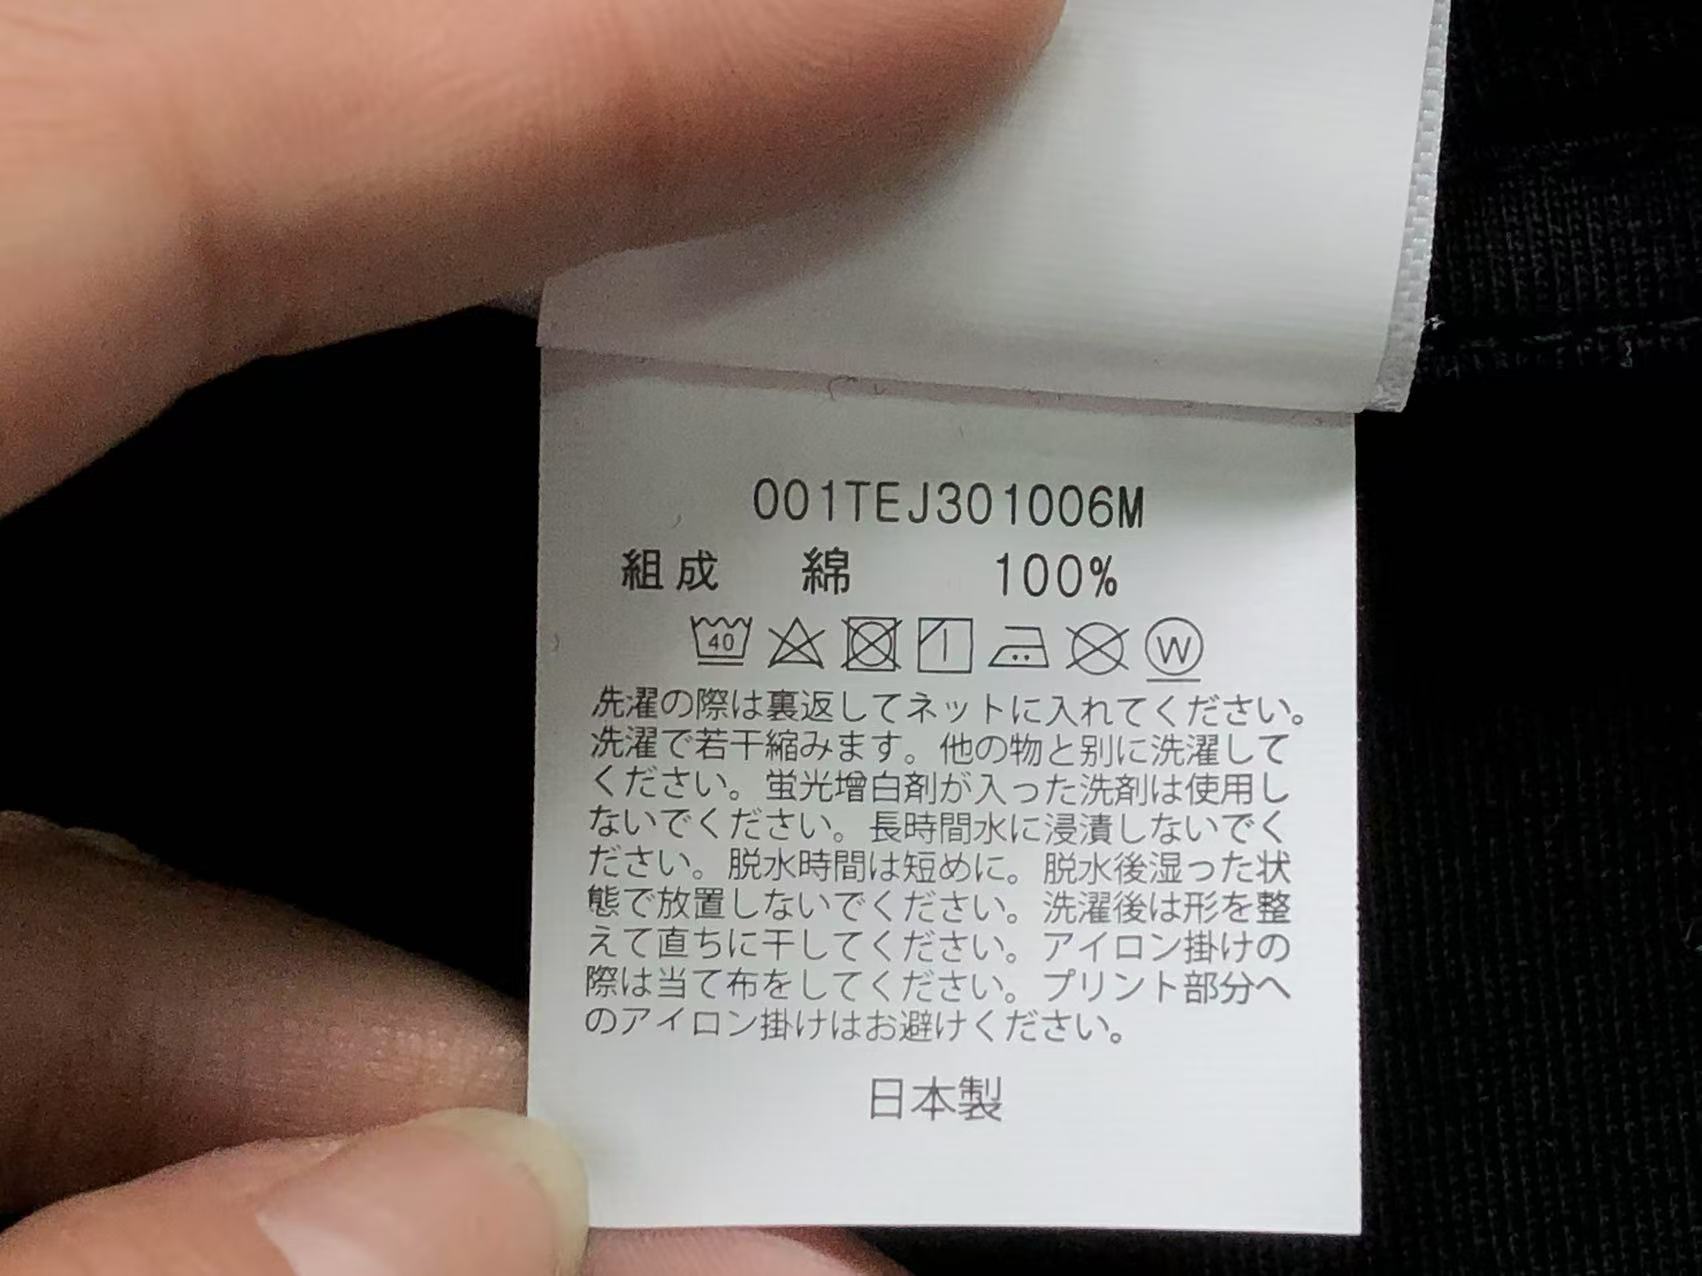 001TEJ301006M
組成 綿 100%
40 W
洗濯の際は裏返してネットに入れてください。
洗濯で若干縮みます。他の物と別に洗濯して
ください。蛍光増白剤が入った洗剤は使用し
ないでください。長時間水に浸漬しないでく
ださい。脱水時間は短めに。脱水後湿った状
態で放置しないでください。洗濯後は形を整
えて直ちに干してください。アイロン掛けの
際は当て布をしてください。プリント部分へ
のアイロン掛けはお避けください。
日本製